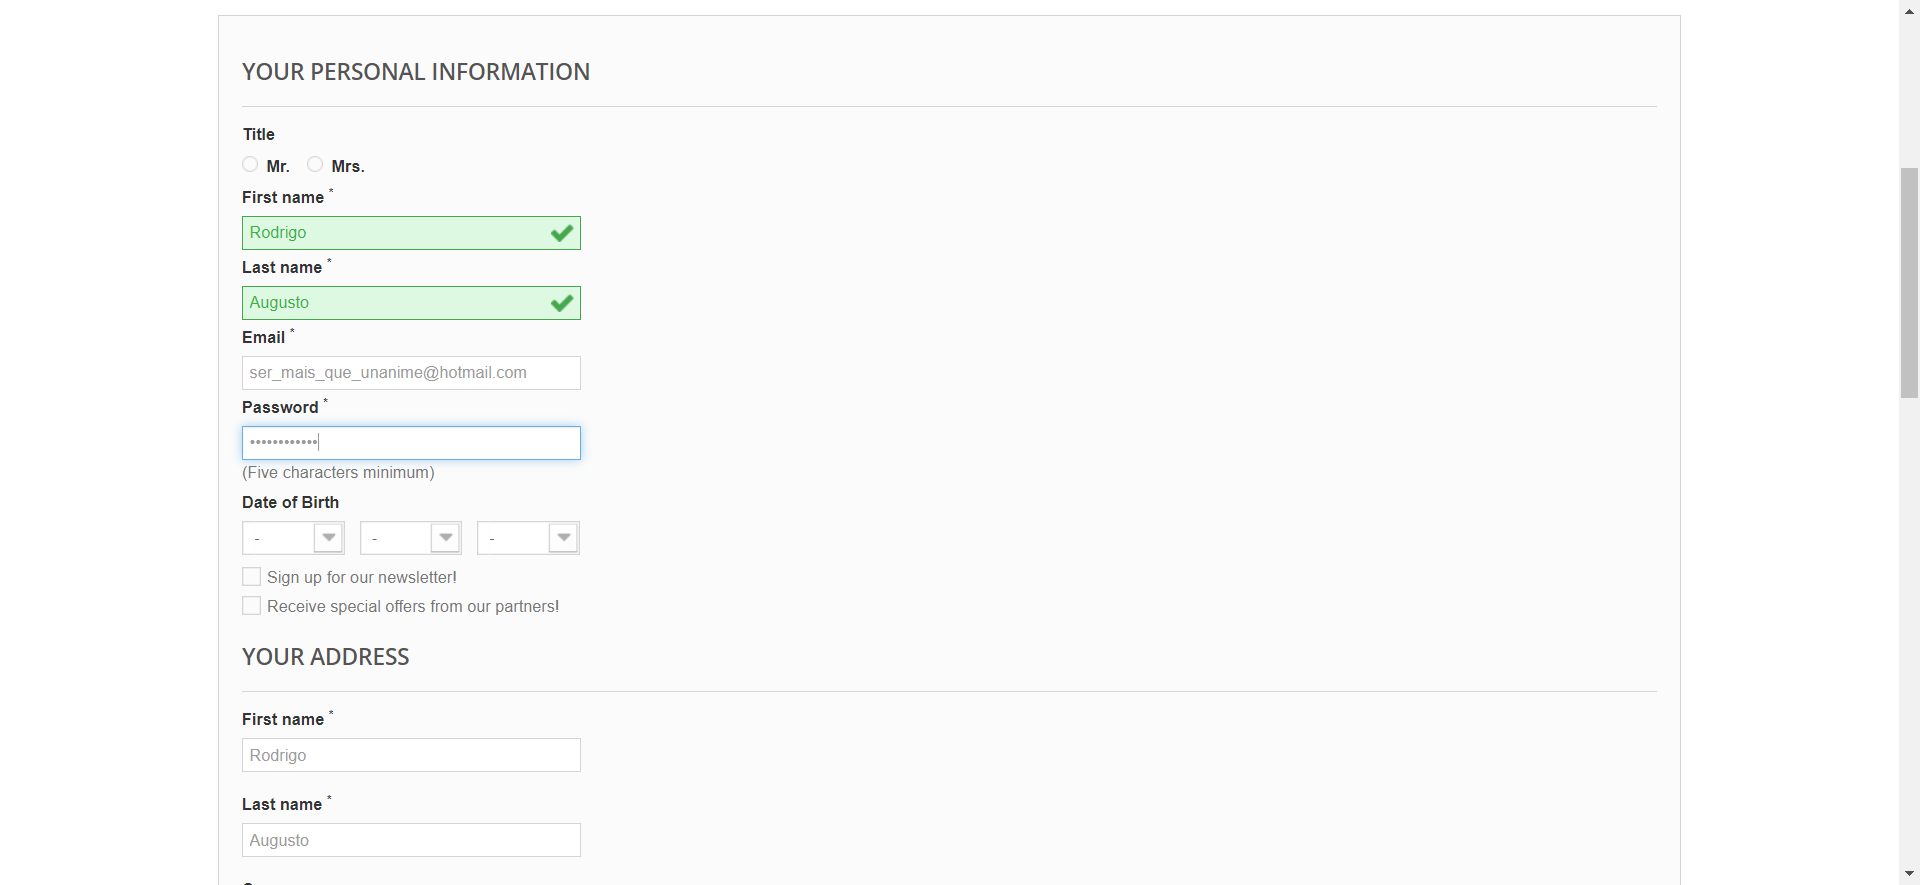 YOUR PERSONAL INFORMATION
Title
Mr. Mrs.
First name *
Rodrigo
Last name *
Augusto
Email *
ser_mais_que_unanime@hotmail.com
Password *
••••••••••••
(Five characters minimum)
Date of Birth
- - -
Sign up for our newsletter!
Receive special offers from our partners!
YOUR ADDRESS
First name *
Rodrigo
Last name *
Augusto